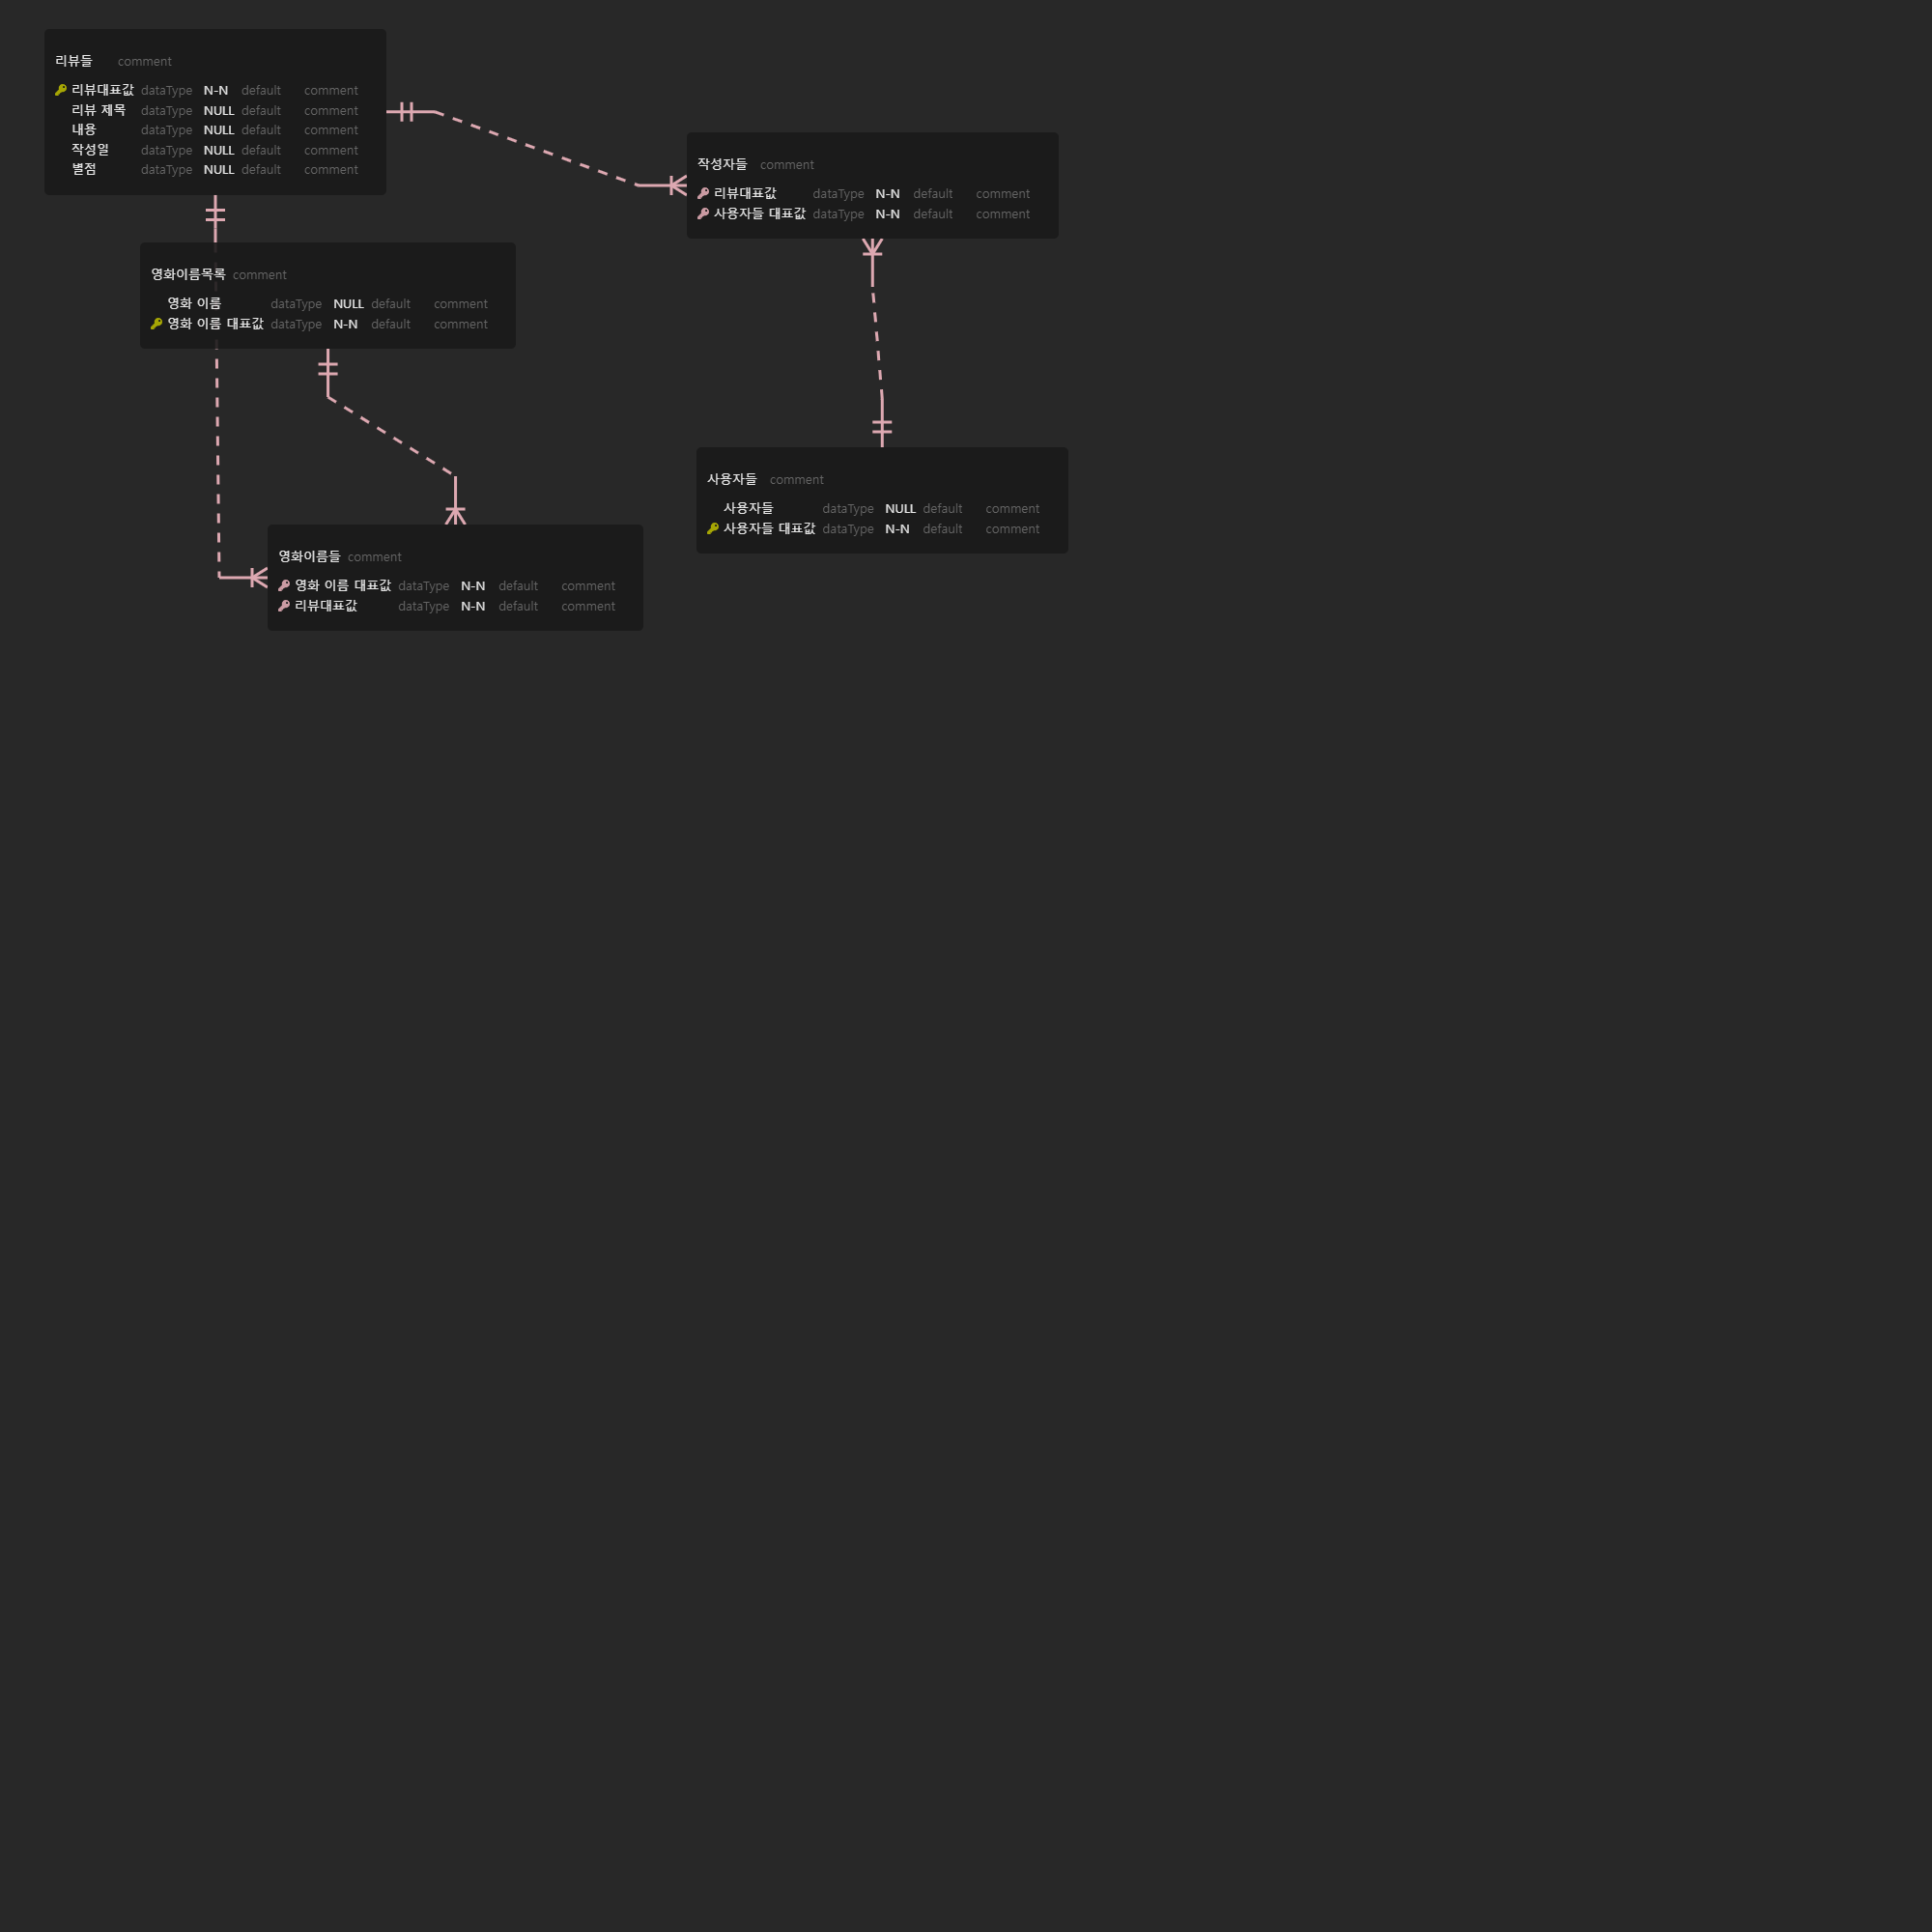 리뷰들 comment
리뷰대표값 dataType N-N default comment
리뷰 제목 dataType NULL default comment
내용 dataType NULL default comment
작성일 dataType NULL default comment
별점 dataType NULL default comment
작성자들 comment
리뷰대표값 dataType N-N default comment
사용자들 대표값 dataType N-N default comment
영화이름목록 comment
영화 이름 dataType NULL default comment
영화 이름 대표값 dataType N-N default comment
사용자들 comment
사용자들 dataType NULL default comment
사용자들 대표값 dataType N-N default comment
영화이름들 comment
영화 이름 대표값 dataType N-N default comment
리뷰대표값 dataType N-N default comment